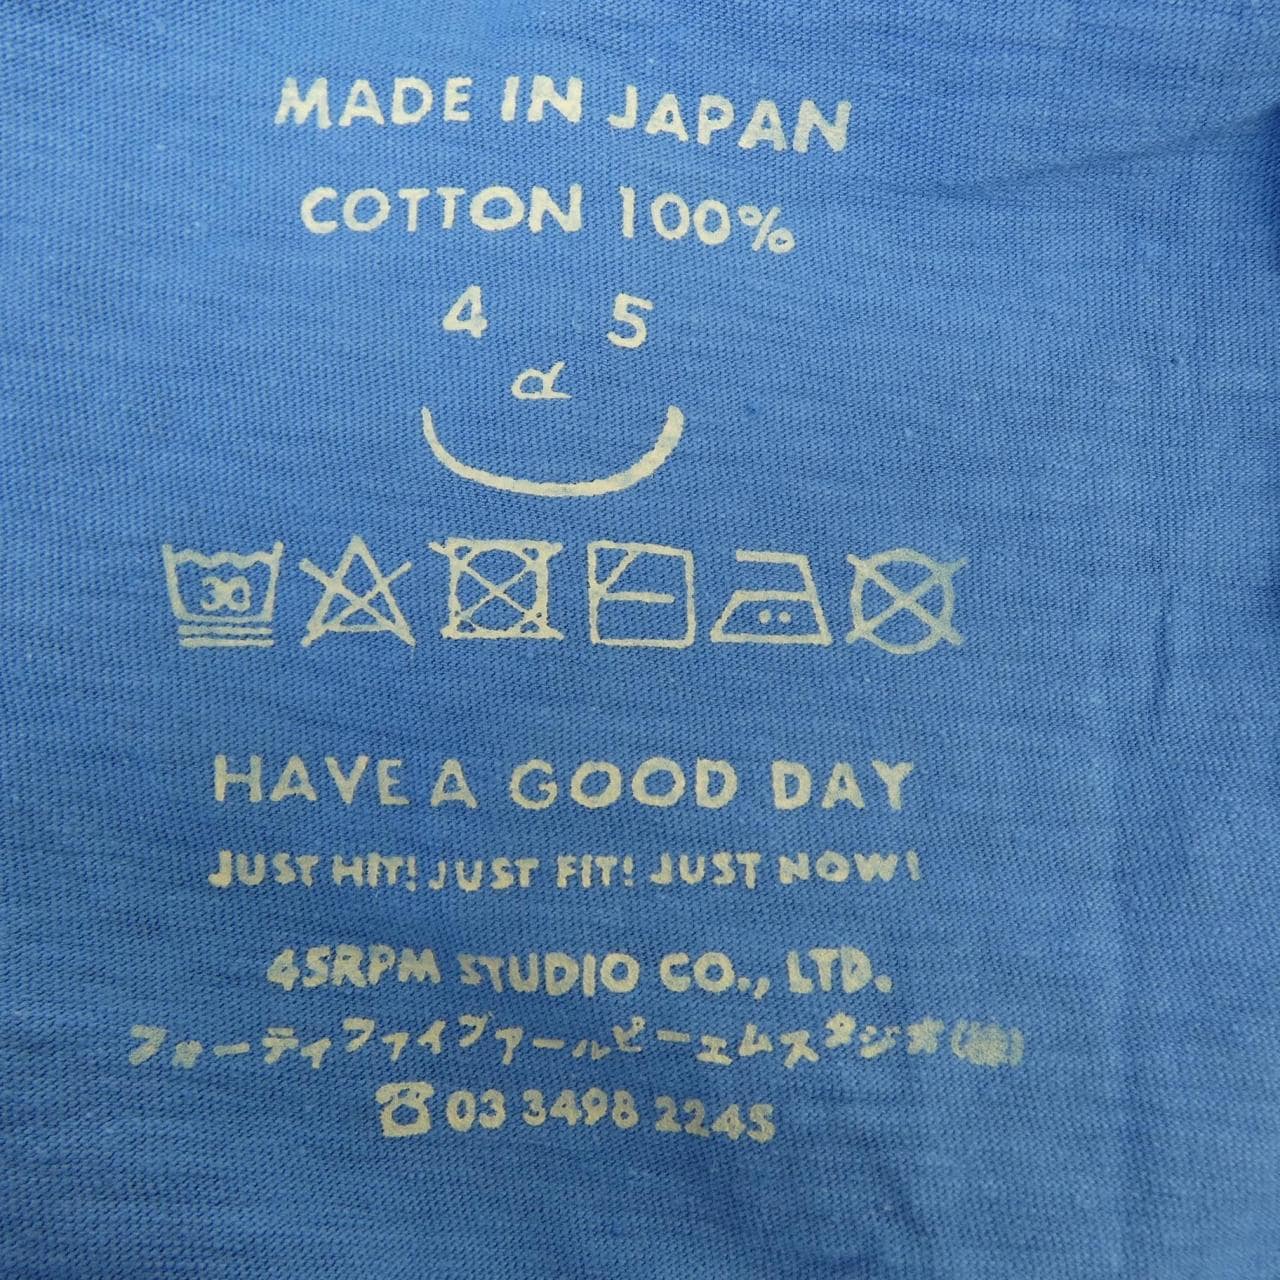 MADE IN JAPAN
COTTON 100%
4 5
R
30
HAVE A GOOD DAY
JUST HIT! JUST FIT! JUST NOW!
45RPM STUDIO CO., LTD.
フォーティファイブアールピーエムスタジオ(株)
☎03 3498 2245